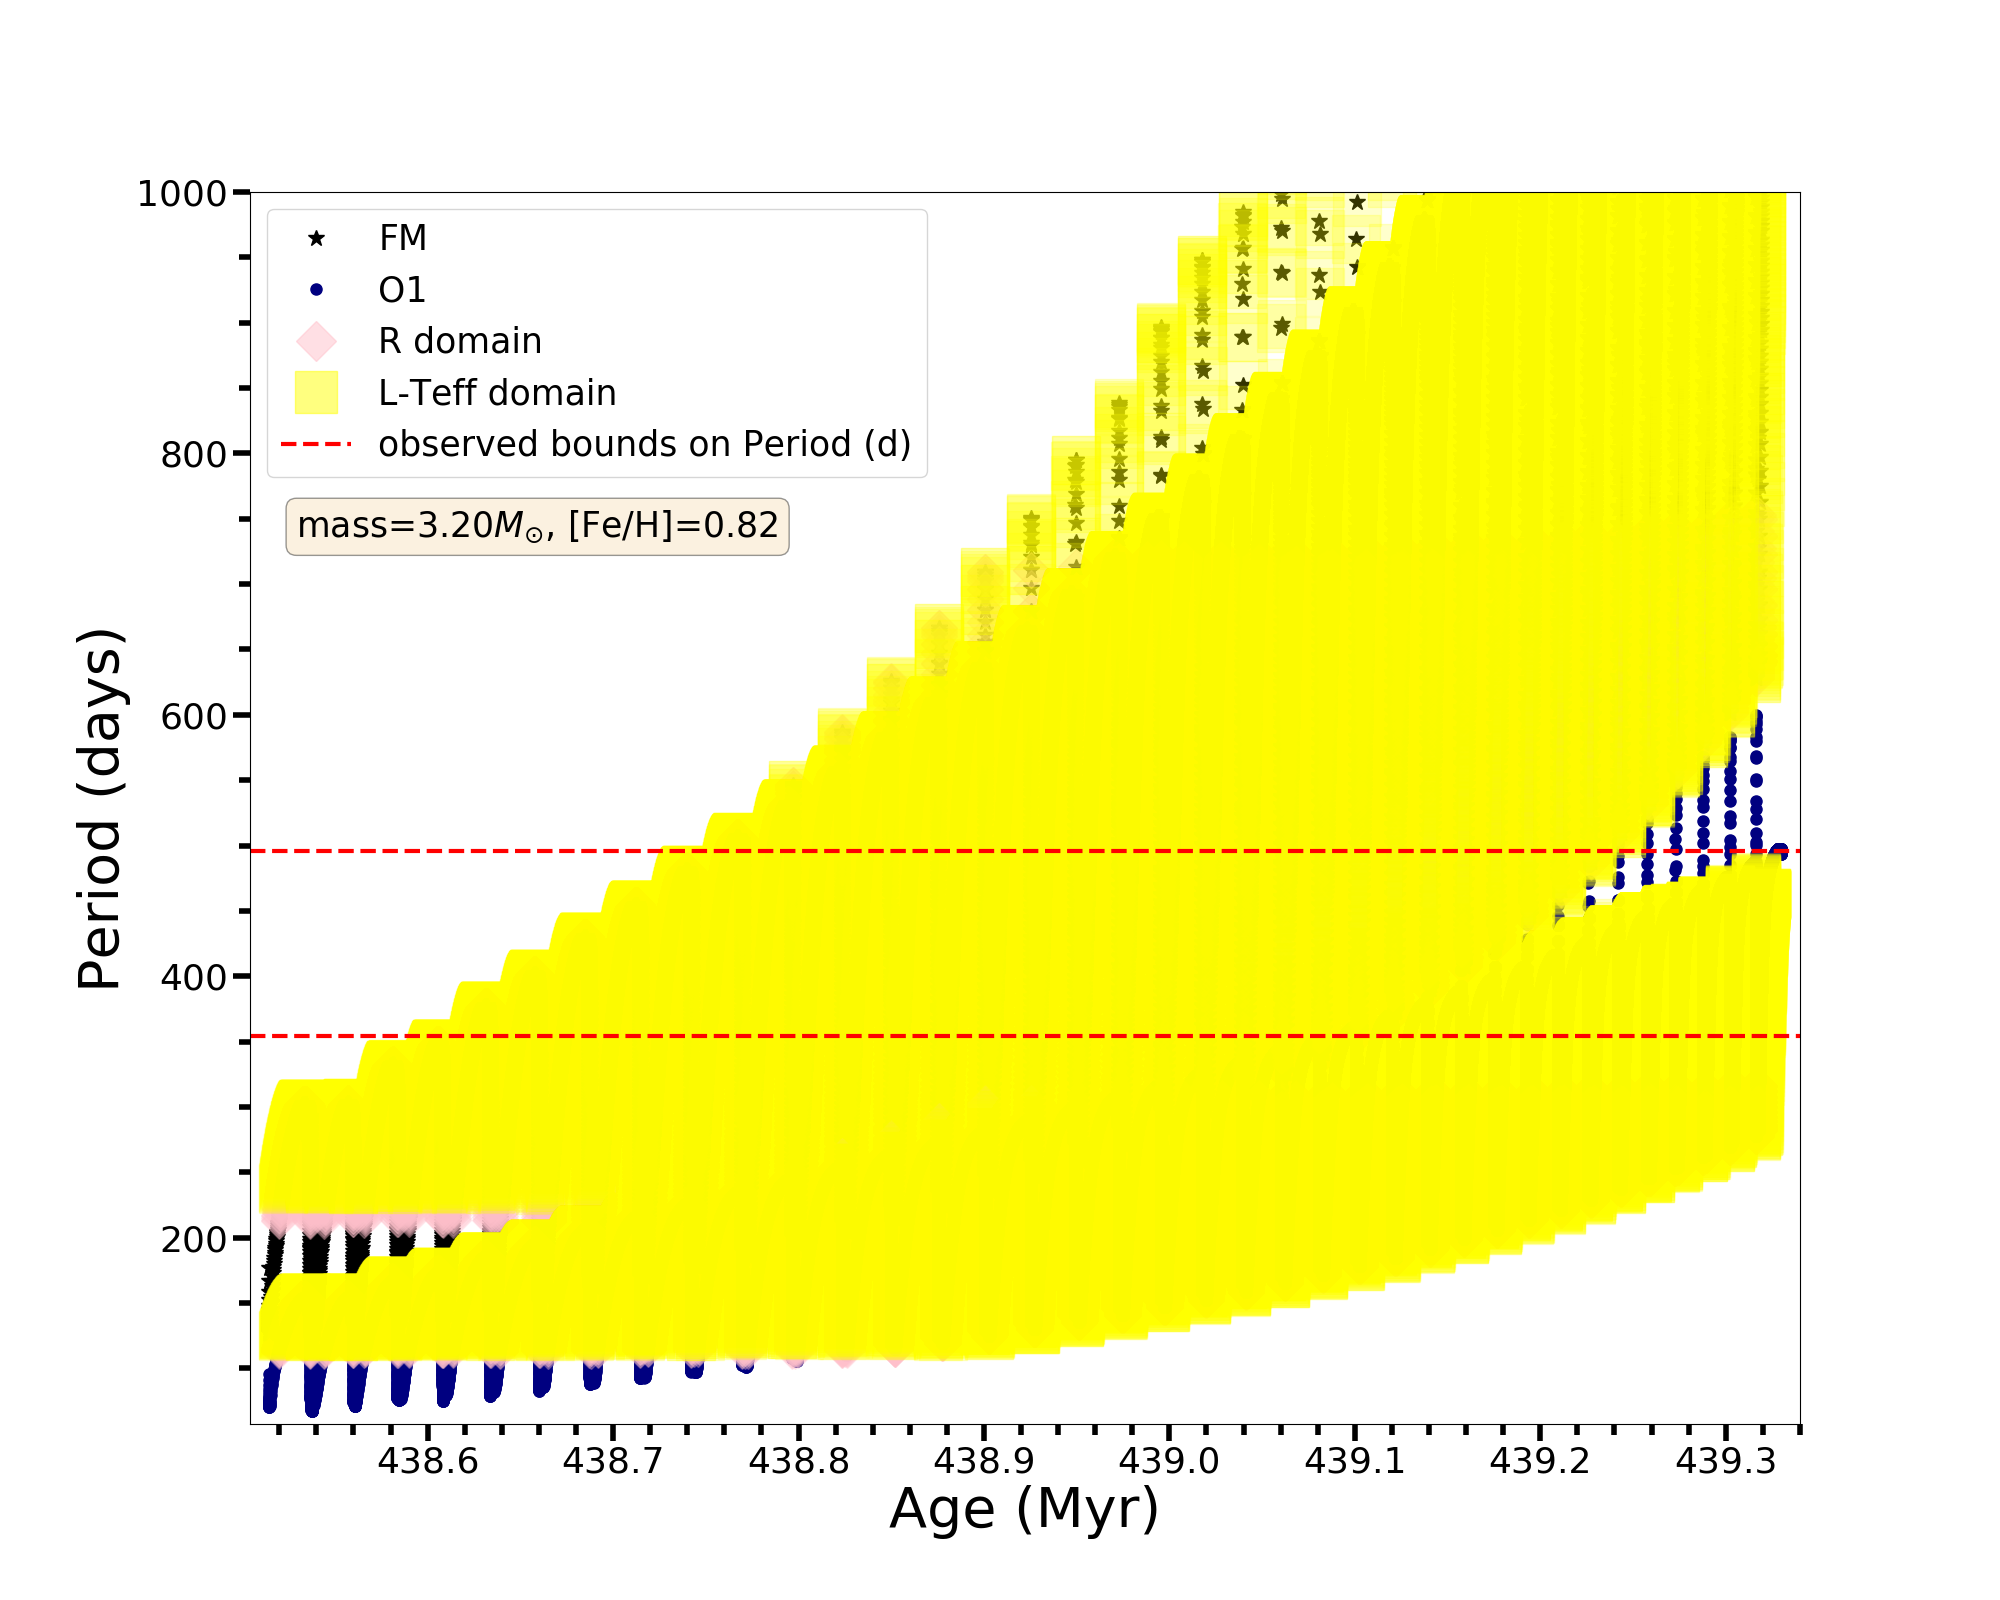 1000
800
600
400
200
Period (days)
FM
O1
R domain
L-Teff domain
observed bounds on Period (d)
mass=3.20M⊙, [Fe/H]=0.82
438.6 438.7 438.8 438.9 439.0 439.1 439.2 439.3
Age (Myr)